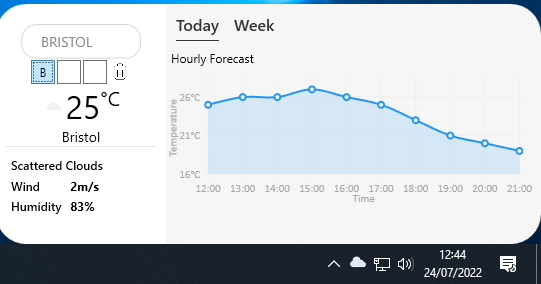 BRISTOL
B
25°C
Bristol
Scattered Clouds
Wind 2m/s
Humidity 83%
Today Week
Hourly Forecast
Temperature
26°C
21°C
16°C
12:00 13:00 14:00 15:00 16:00 17:00 18:00 19:00 20:00 21:00
Time
12:44
24/07/2022